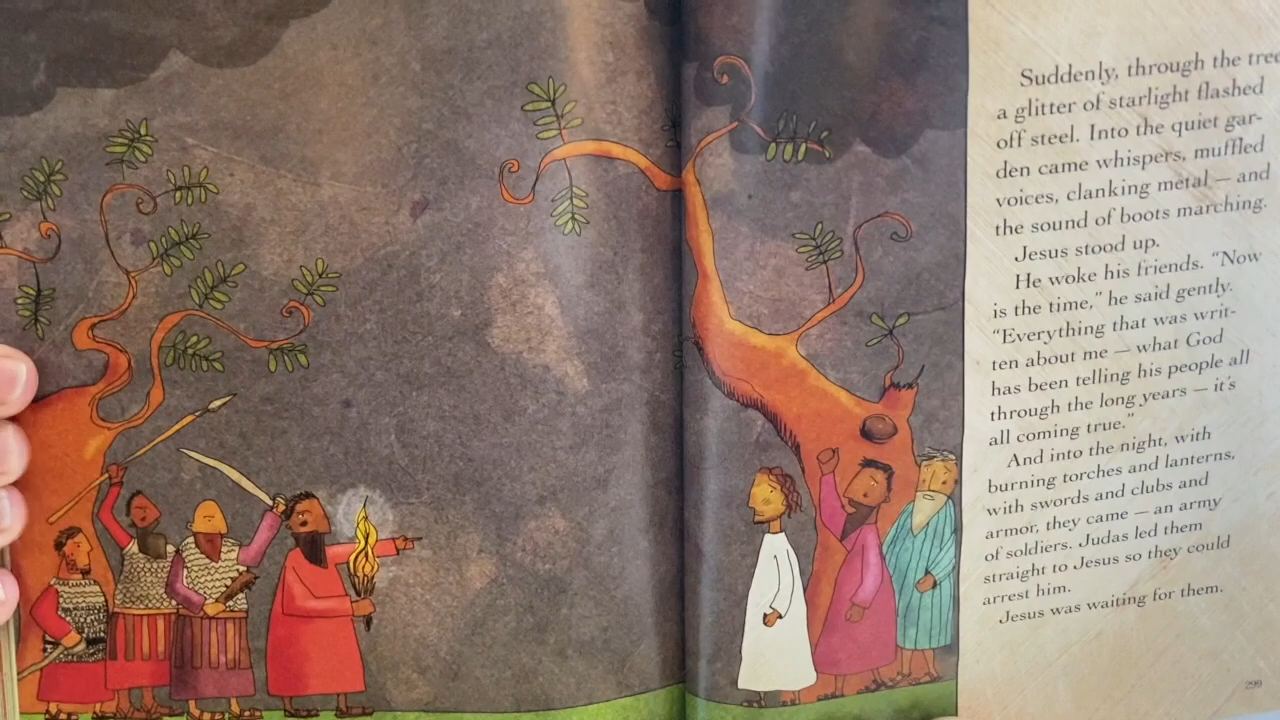 Suddenly, through the tree
a glitter of starlight flashed
off steel. Into the quiet gar-
den came whispers, muffled
voices, clanking metal — and
the sound of boots marching.
Jesus stood up.
He woke his friends. “Now
is the time,” he said gently.
“Everything that was writ-
ten about me — what God
has been telling his people all
through the long years — it’s
all coming true.”
And into the night, with
burning torches and lanterns,
with swords and clubs and
armor, they came — an army
of soldiers. Judas led them
straight to Jesus so they could
arrest him.
Jesus was waiting for them.
299